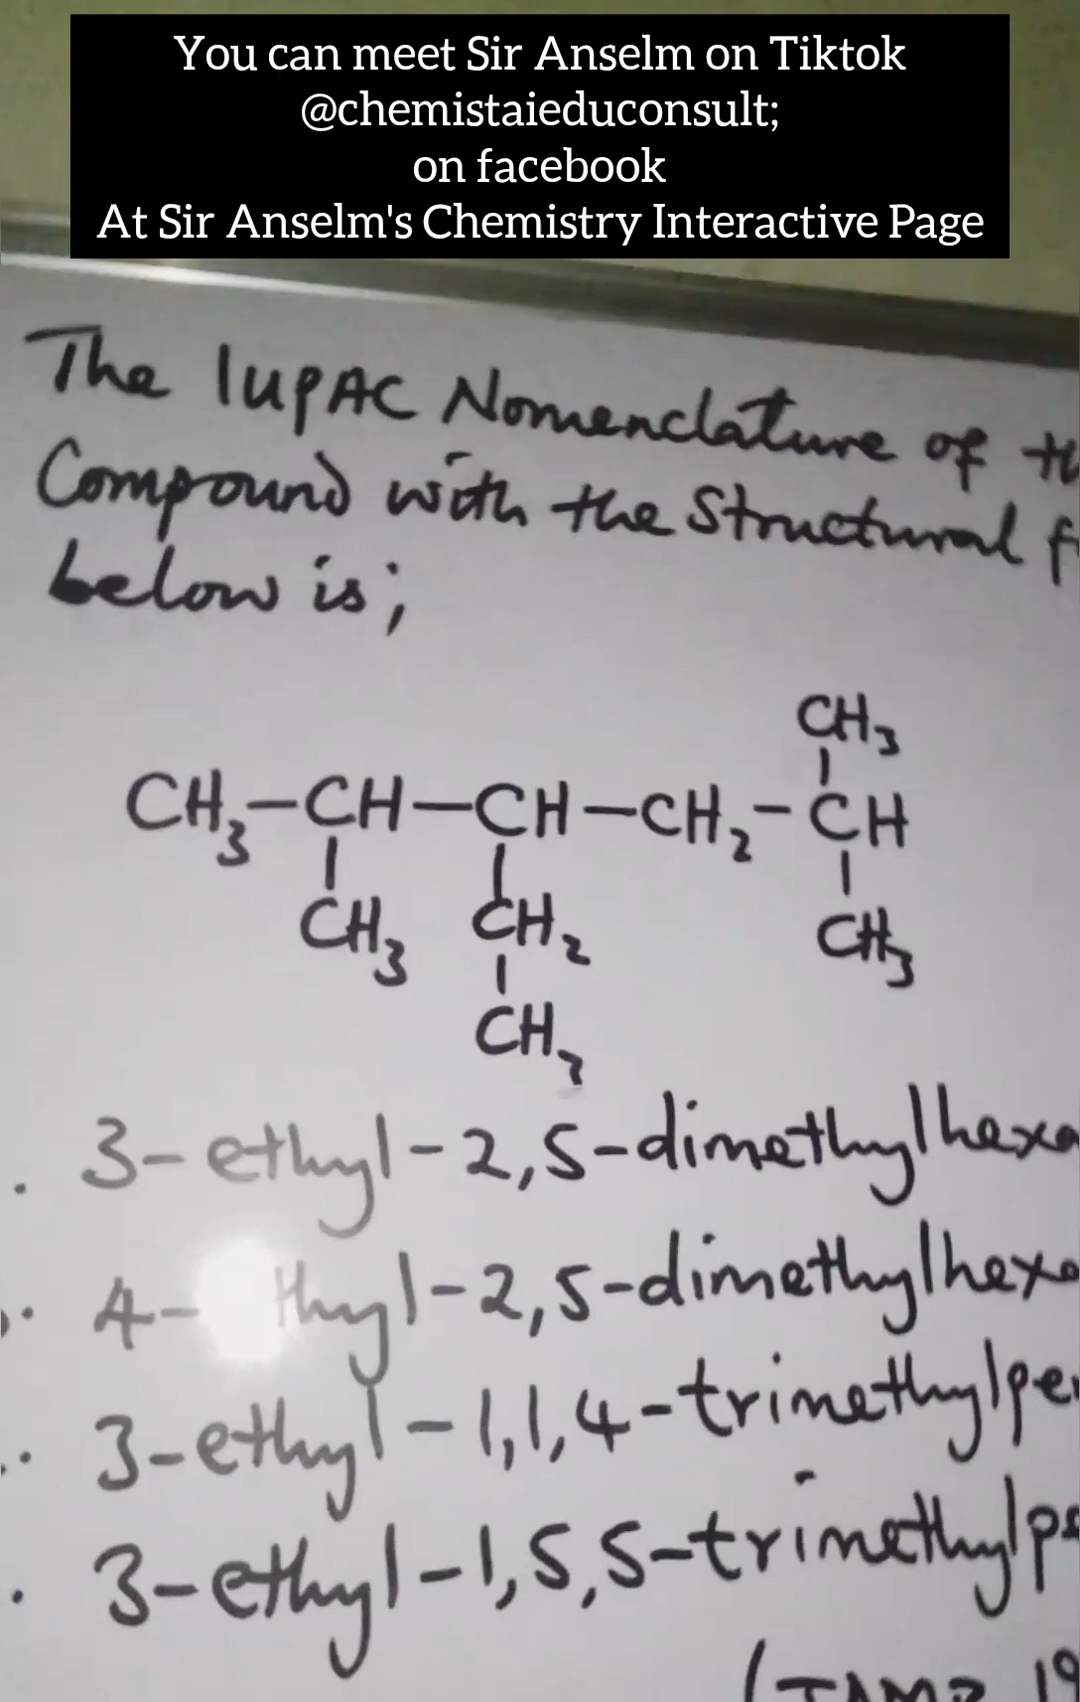 You can meet Sir Anselm on Tiktok
@chemistaieduconsult;
on facebook
At Sir Anselm's Chemistry Interactive Page
The IUPAC Nomenclature of
Compound with the Structural
below is;
CH3
CH3-CH-CH-CH2-CH
CH3 CH2 CH3
CH3
3-ethyl-2,5-dimethylhexa
4- thyl-2,5-dimethylhexa
3-ethyl-1,1,4-trimethylpe
3-ethyl-1,5,5-trimethylpe